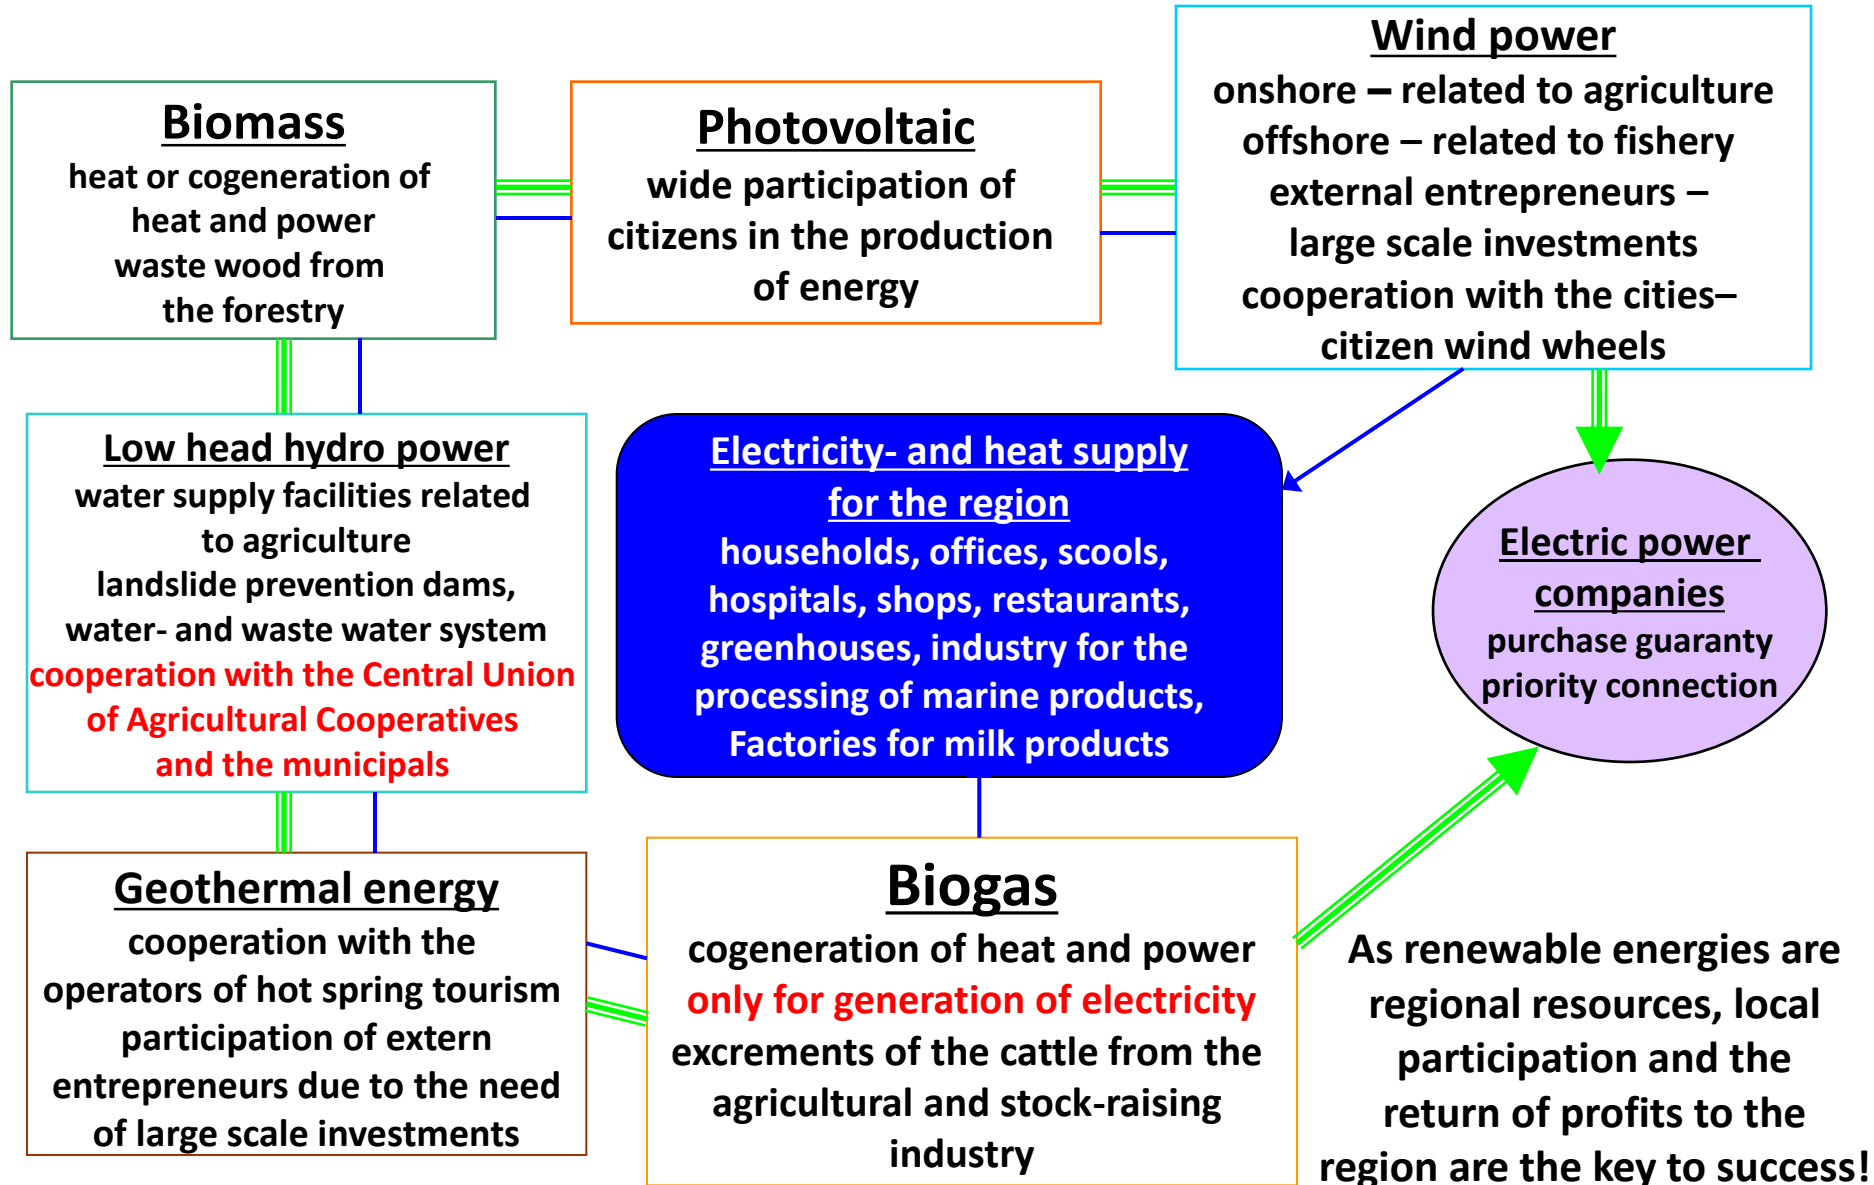 Biomass
heat or cogeneration of
heat and power
waste wood from
the forestry
Photovoltaic
wide participation of
citizens in the production
of energy
Wind power
onshore – related to agriculture
offshore – related to fishery
external entrepreneurs –
large scale investments
cooperation with the cities–
citizen wind wheels
Low head hydro power
water supply facilities related
to agriculture
landslide prevention dams,
water- and waste water system
cooperation with the Central Union
of Agricultural Cooperatives
and the municipals
Electricity- and heat supply
for the region
households, offices, scools,
hospitals, shops, restaurants,
greenhouses, industry for the
processing of marine products,
Factories for milk products
Electric power
companies
purchase guaranty
priority connection
Geothermal energy
cooperation with the
operators of hot spring tourism
participation of extern
entrepreneurs due to the need
of large scale investments
Biogas
cogeneration of heat and power
only for generation of electricity
excrements of the cattle from the
agricultural and stock-raising
industry
As renewable energies are
regional resources, local
participation and the
return of profits to the
region are the key to success!